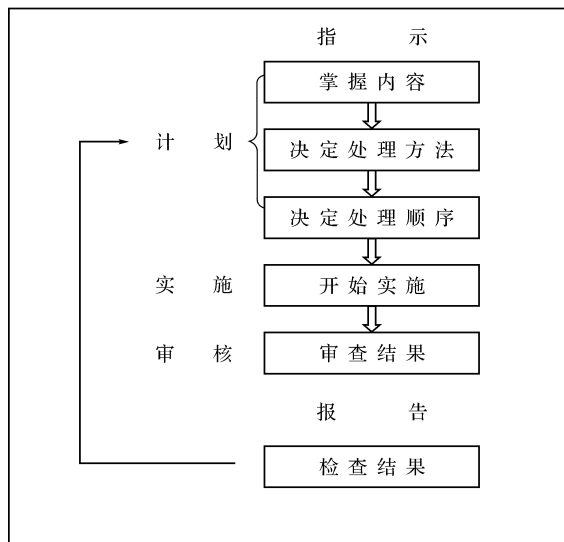 指示
掌握内容
计划
决定处理方法
决定处理顺序
实施
开始实施
审核
审查结果
报告
检查结果